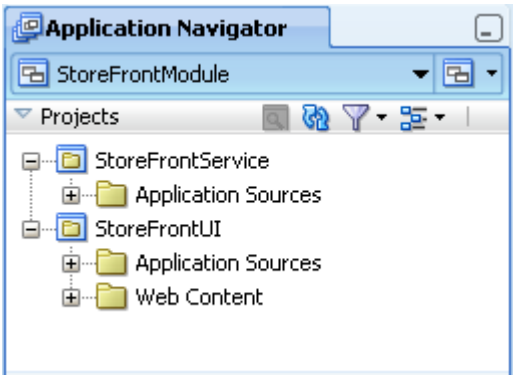 Application Navigator
StoreFrontModule
Projects
StoreFrontService
Application Sources
StoreFrontUI
Application Sources
Web Content